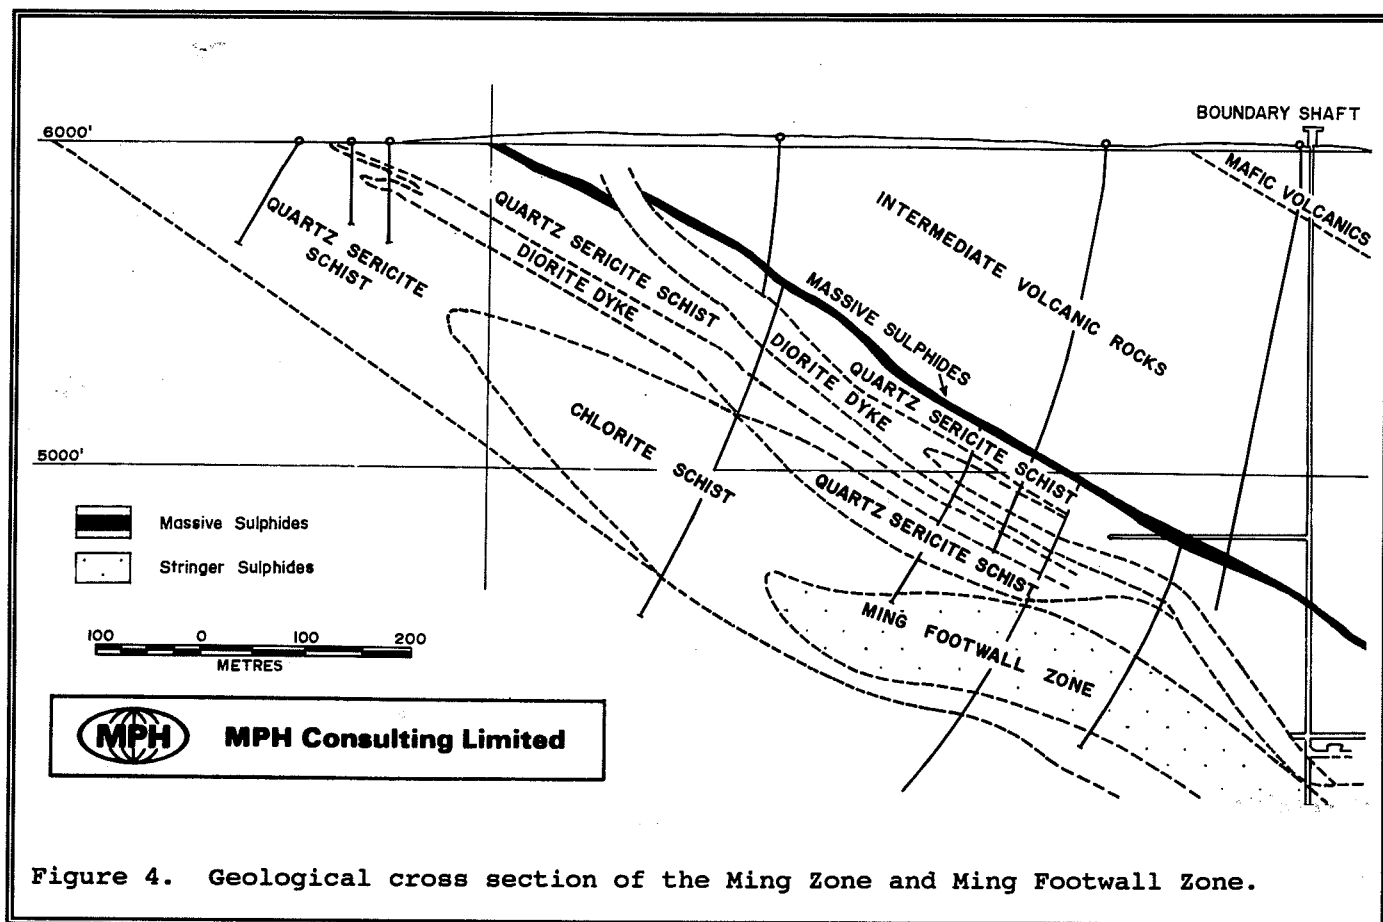 BOUNDARY SHAFT
6000'
MAFIC VOLCANICS
QUARTZ SERICITE
SCHIST
QUARTZ SERICITE SCHIST
DIORITE DYKE
INTERMEDIATE VOLCANIC ROCKS
MASSIVE SULPHIDES
QUARTZ SERICITE SCHIST
DIORITE DYKE
CHLORITE SCHIST
5000'
QUARTZ SERICITE SCHIST
MING FOOTWALL ZONE
Massive Sulphides
Stringer Sulphides
100 0 100 200
METRES
MPH
MPH Consulting Limited
Figure 4. Geological cross section of the Ming Zone and Ming Footwall Zone.